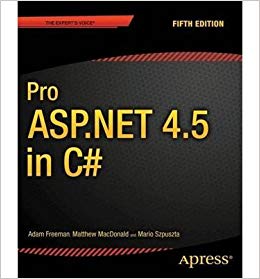 THE EXPERT'S VOICE®
FIFTH EDITION
Pro
ASP.NET 4.5
in C#
Adam Freeman, Matthew MacDonald and Mario Szpuszta
Apress®